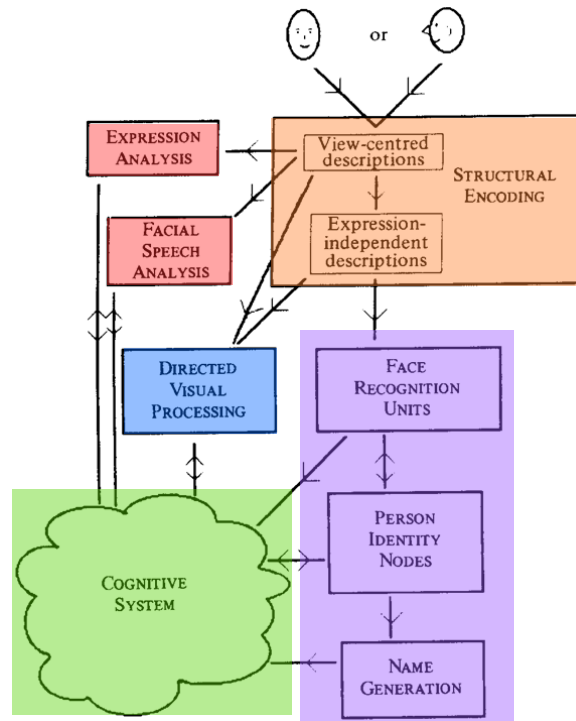 or
EXPRESSION
ANALYSIS
View-centred
descriptions
STRUCTURAL
ENCODING
FACIAL
SPEECH
ANALYSIS
Expression-
independent
descriptions
DIRECTED
VISUAL
PROCESSING
FACE
RECOGNITION
UNITS
COGNITIVE
SYSTEM
PERSON
IDENTITY
NODES
NAME
GENERATION